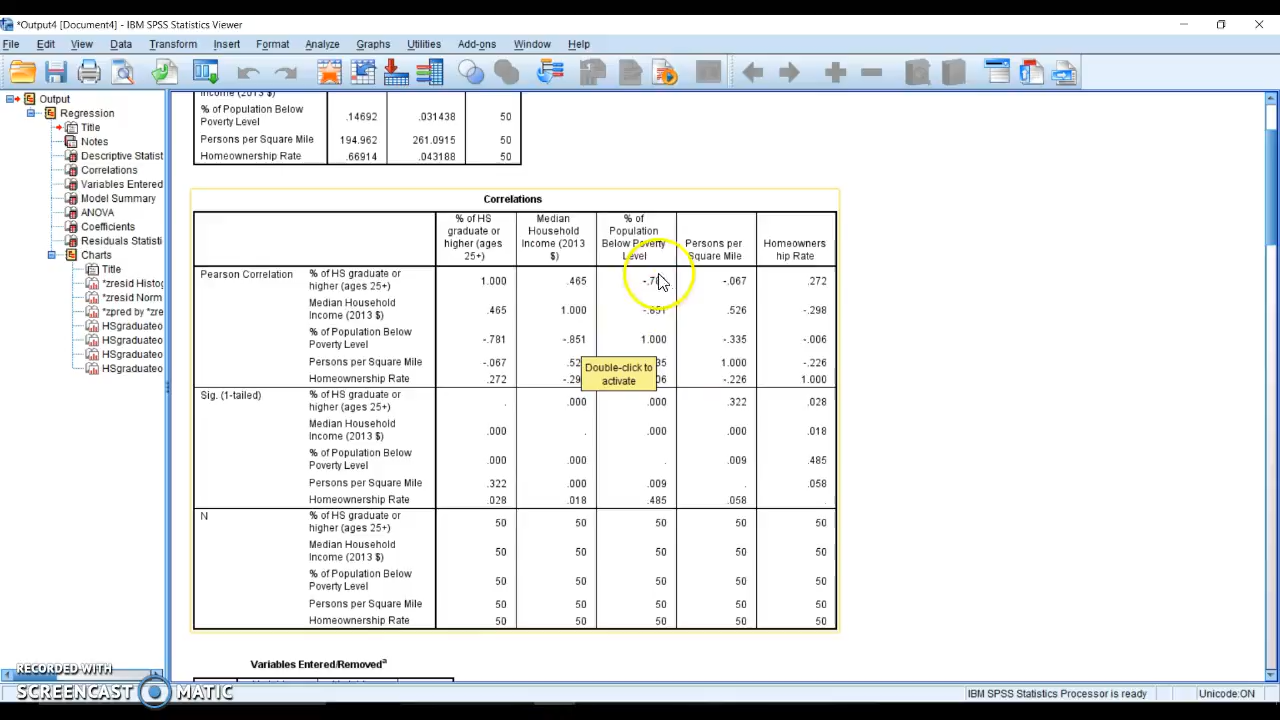 *Output4 [Document4] - IBM SPSS Statistics Viewer
File Edit View Data Transform Insert Format Analyze Graphs Utilities Add-ons Window Help
Output
Regression
Title
Notes
Descriptive Statist
Correlations
Variables Entered
Model Summary
ANOVA
Coefficients
Residuals Statisti
Charts
Title
*zresid Histog
*zresid Norm
*zpred by *zre
HSgraduateo
HSgraduateo
HSgraduateo
HSgraduateo
Income (2013 $)
% of Population Below
Poverty Level .14692 .031438 50
Persons per Square Mile 194.962 261.0915 50
Homeownership Rate .66914 .043188 50
Correlations
% of HS graduate or higher (ages 25+)
Median Household Income (2013 $)
% of Population Below Poverty Level
Persons per Square Mile
Homeowners hip Rate
Pearson Correlation
% of HS graduate or
higher (ages 25+) 1.000 .465 -.067 .272
Median Household
Income (2013 $) .465 1.000 -.851 .526 -.298
% of Population Below
Poverty Level -.781 -.851 1.000 -.335 -.006
Persons per Square Mile -.067 1.000 -.226
Homeownership Rate .272 -.226 1.000
Double-click to
activate
Sig. (1-tailed)
% of HS graduate or
higher (ages 25+) . .000 .000 .322 .028
Median Household
Income (2013 $) .000 . .000 .000 .018
% of Population Below
Poverty Level .000 .000 . .009 .485
Persons per Square Mile .322 .000 .009 . .058
Homeownership Rate .028 .018 .485 .058 .
N
% of HS graduate or
higher (ages 25+) 50 50 50 50 50
Median Household
Income (2013 $) 50 50 50 50 50
% of Population Below
Poverty Level 50 50 50 50 50
Persons per Square Mile 50 50 50 50 50
Homeownership Rate 50 50 50 50 50
Variables Entered/Removedª
RECORDED WITH
SCREENCAST MATIC
IBM SPSS Statistics Processor is ready
Unicode:ON